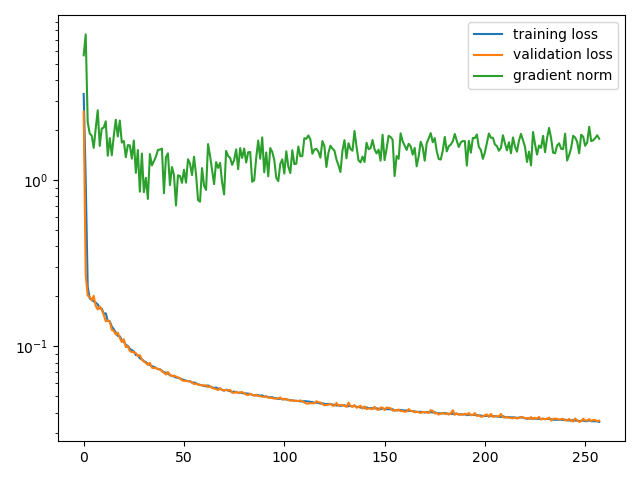 training loss
validation loss
gradient norm
10⁰
10⁻¹
0 50 100 150 200 250